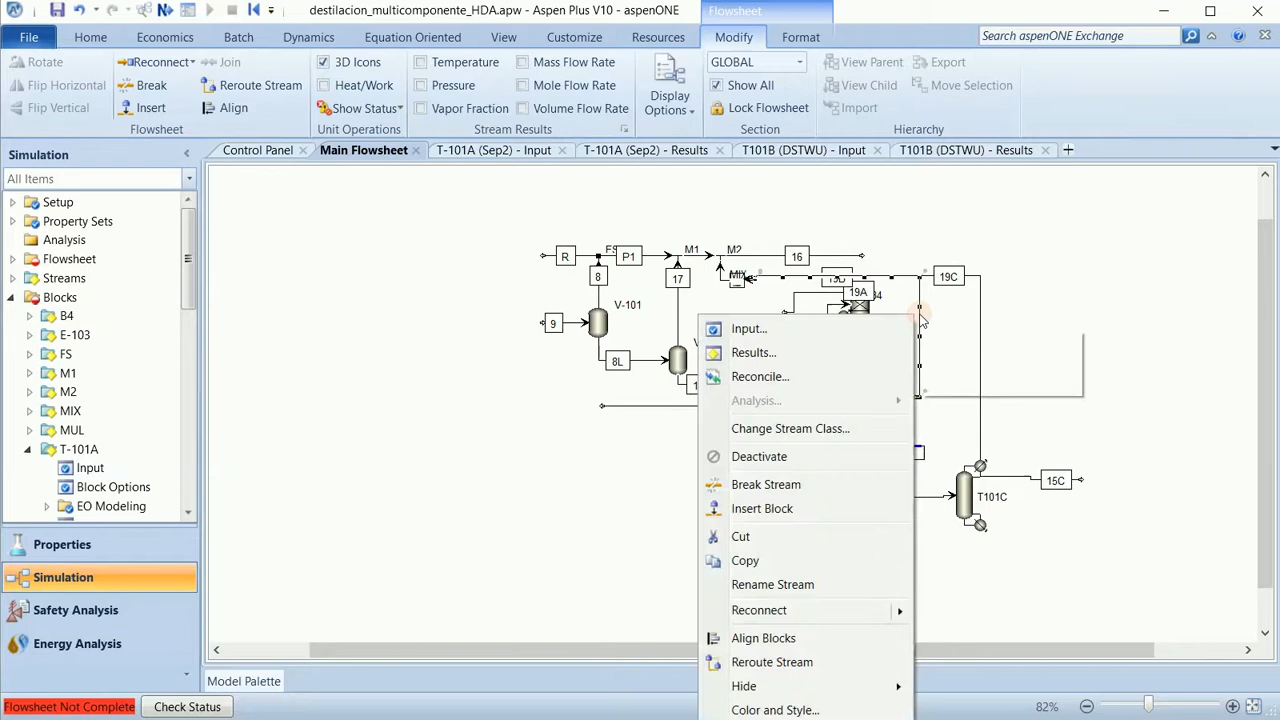 destilacion_multicomponente_HDA.apw - Aspen Plus V10 - aspenONE
Flowsheet
File
Home
Economics
Batch
Dynamics
Equation Oriented
View
Customize
Resources
Modify
Format
Search aspenONE Exchange
Rotate
Flip Horizontal
Flip Vertical
Reconnect
Break
Insert
Join
Reroute Stream
Align
Flowsheet
3D Icons
Heat/Work
Show Status
Unit Operations
Temperature
Pressure
Vapor Fraction
Mass Flow Rate
Mole Flow Rate
Volume Flow Rate
Stream Results
Display
Options
GLOBAL
Show All
Lock Flowsheet
Section
View Parent
View Child
Import
Export
Move Selection
Hierarchy
Simulation
All Items
Setup
Property Sets
Analysis
Flowsheet
Streams
Blocks
B4
E-103
FS
M1
M2
MIX
MUL
T-101A
Input
Block Options
EO Modeling
Properties
Simulation
Safety Analysis
Energy Analysis
Control Panel
Main Flowsheet
T-101A (Sep2) - Input
T-101A (Sep2) - Results
T101B (DSTWU) - Input
T101B (DSTWU) - Results
R
P1
M1
M2
16
8
17
MIX
19C
19A
V-101
9
8L
T101C
15C
Input...
Results...
Reconcile...
Analysis...
Change Stream Class...
Deactivate
Break Stream
Insert Block
Cut
Copy
Rename Stream
Reconnect
Align Blocks
Reroute Stream
Hide
Color and Style...
Model Palette
Flowsheet Not Complete
Check Status
82%